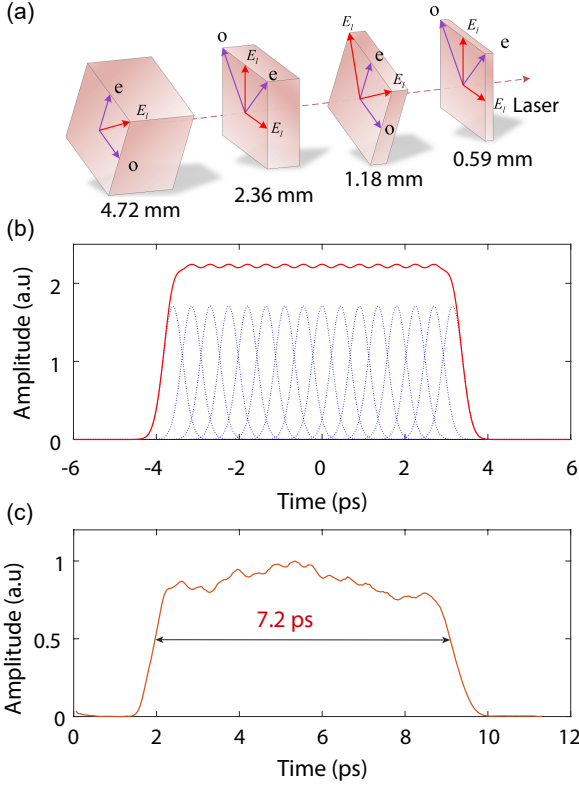 (a)
e
E_l
o
4.72 mm
o
E_l
e
E_l
2.36 mm
E_l
e
E_l
o
1.18 mm
o
E_l
e
E_l
Laser
0.59 mm
(b)
Amplitude (a.u)
2
1
0
-6 -4 -2 0 2 4 6
Time (ps)
(c)
Amplitude (a.u)
1
0.5
0
7.2 ps
0 2 4 6 8 10 12
Time (ps)